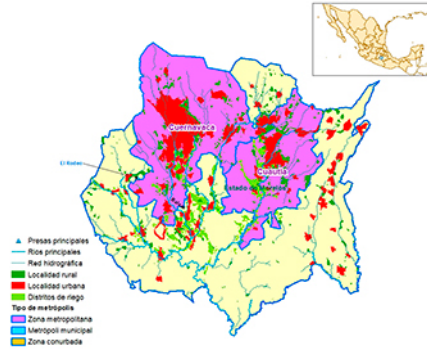 Cuernavaca
Cuautla
El Rodeo
Estado de Morelos
Presas principales
Rios principales
Red hidrográfica
Localidad rural
Localidad urbana
Distritos de riego
Tipo de metrópolis
Zona metropolitana
Metrópoli municipal
Zona conurbada